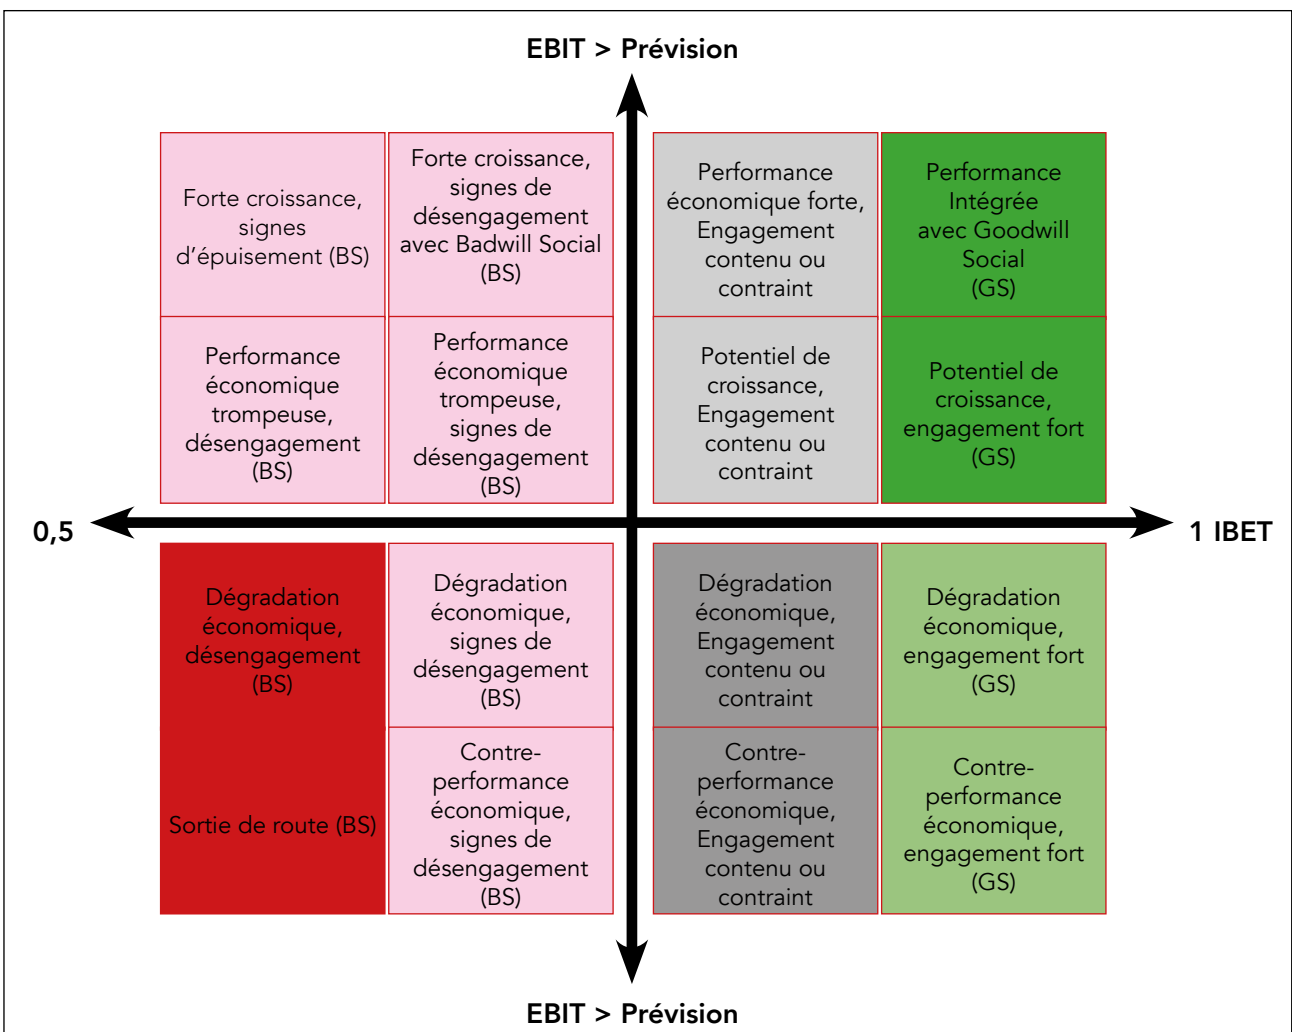 EBIT > Prévision
Forte croissance,
signes
d’épuisement (BS)
Forte croissance,
signes de
désengagement
avec Badwill Social
(BS)
Performance
économique forte,
Engagement
contenu ou
contraint
Performance
Intégrée
avec Goodwill
Social
(GS)
Performance
économique
trompeuse,
désengagement
(BS)
Performance
économique
trompeuse,
signes de
désengagement
(BS)
Potentiel de
croissance,
Engagement
contenu ou
contraint
Potentiel de
croissance,
engagement fort
(GS)
0,5
1 IBET
Dégradation
économique,
désengagement
(BS)
Dégradation
économique,
signes de
désengagement
(BS)
Dégradation
économique,
Engagement
contenu ou
contraint
Dégradation
économique,
engagement fort
(GS)
Sortie de route (BS)
Contre-
performance
économique,
signes de
désengagement
(BS)
Contre-
performance
économique,
Engagement
contenu ou
contraint
Contre-
performance
économique,
engagement fort
(GS)
EBIT > Prévision